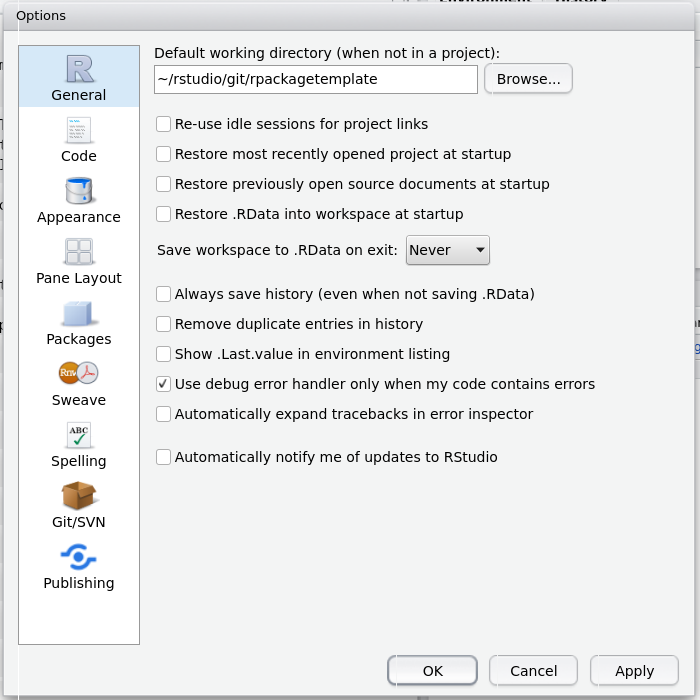 Options
Default working directory (when not in a project):
~/rstudio/git/rpackagetemplate
Browse...
General
Code
Appearance
Pane Layout
Packages
Sweave
Spelling
Git/SVN
Publishing
Re-use idle sessions for project links
Restore most recently opened project at startup
Restore previously open source documents at startup
Restore .RData into workspace at startup
Save workspace to .RData on exit: Never
Always save history (even when not saving .RData)
Remove duplicate entries in history
Show .Last.value in environment listing
Use debug error handler only when my code contains errors
Automatically expand tracebacks in error inspector
Automatically notify me of updates to RStudio
R
Rnw
ABC
OK
Cancel
Apply